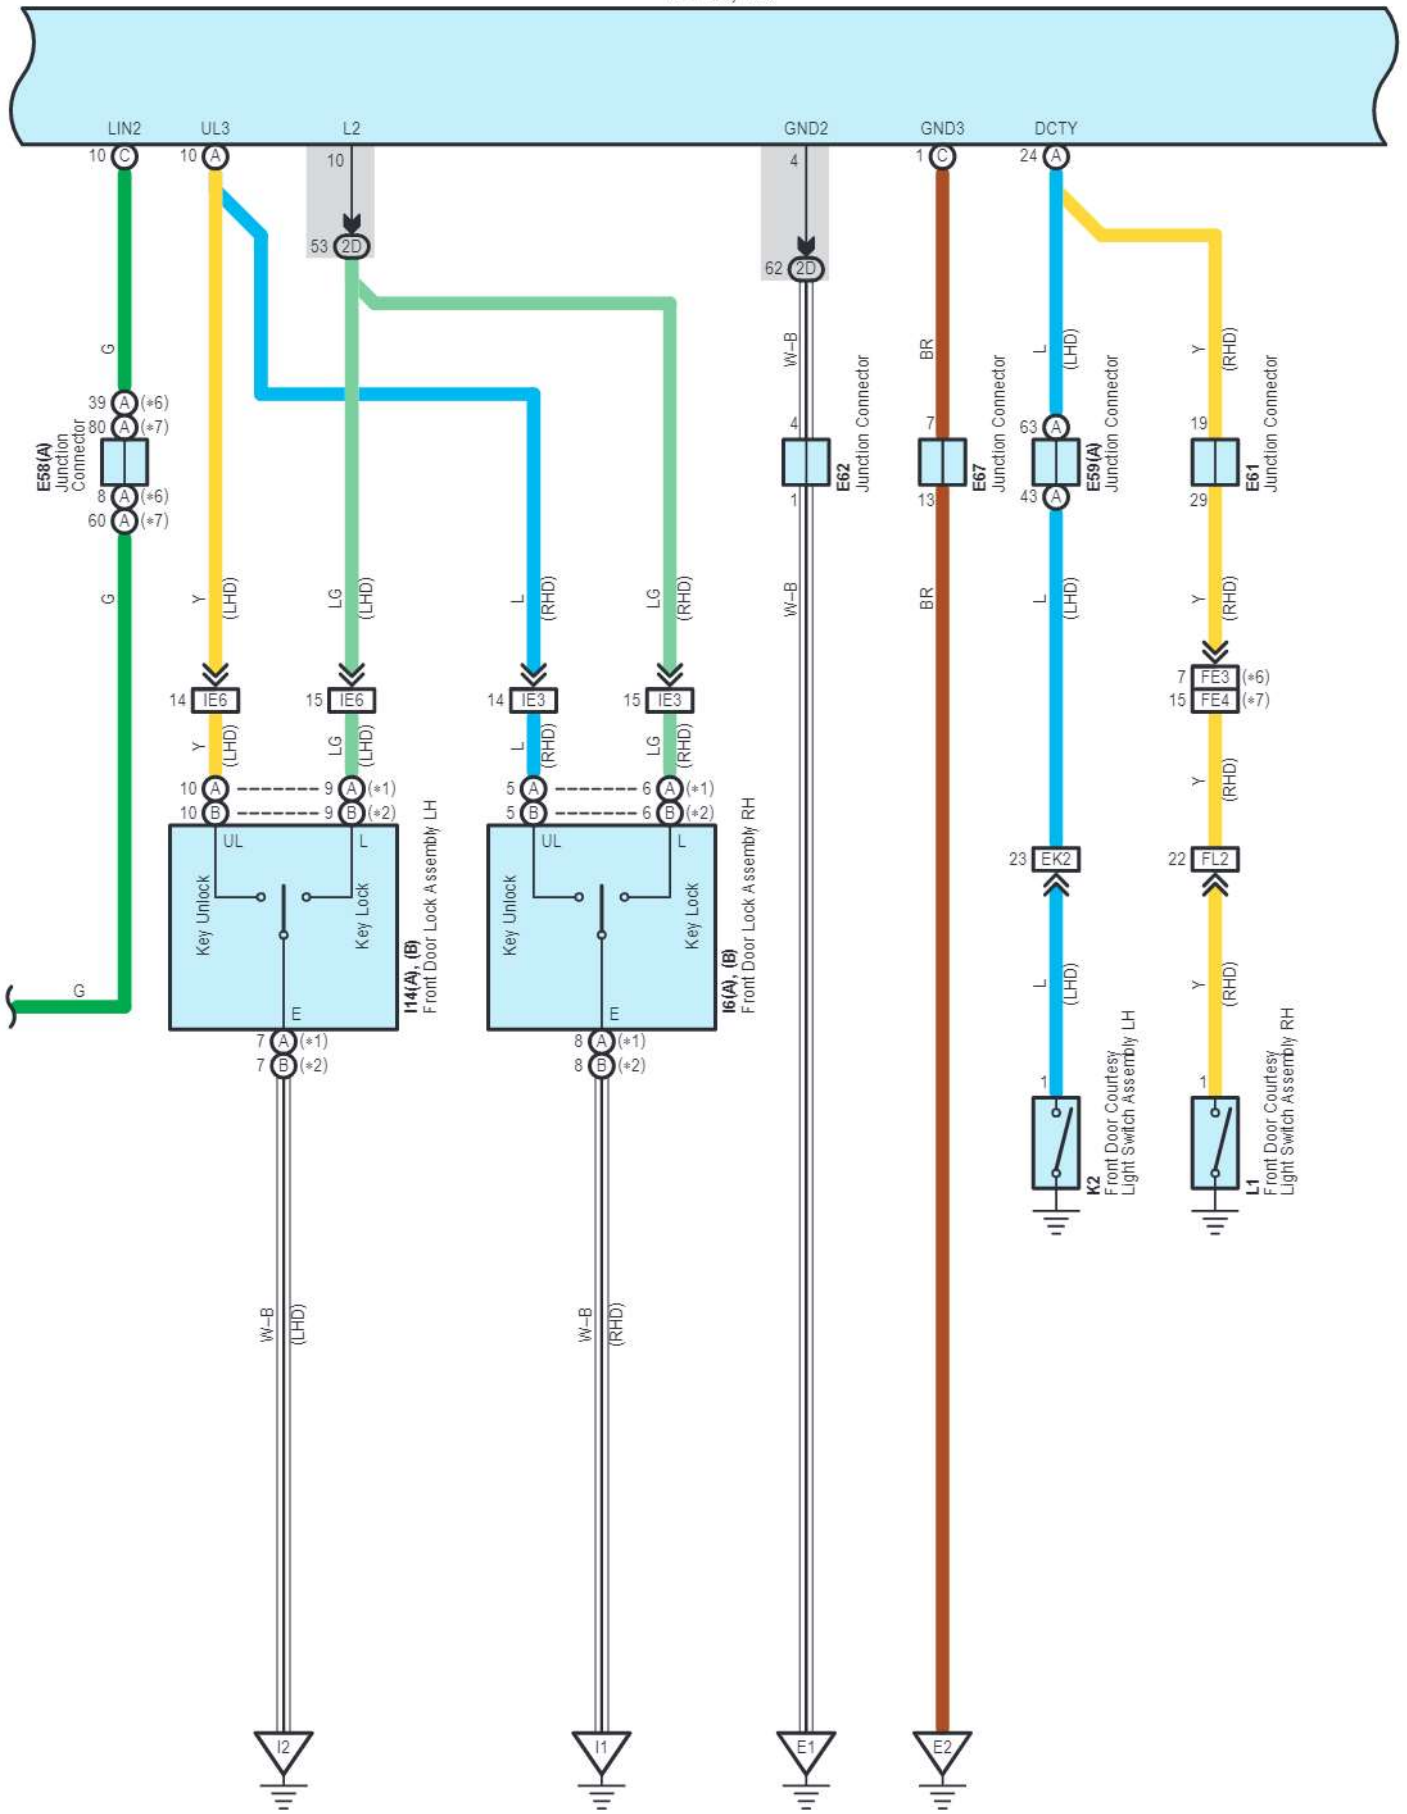 LIN2 UL3 L2 GND2 GND3 DCTY
10 C 10 A 10 4 1 C 24 A
53 2D
62 2D
G
W–B
BR
L
(LHD)
Y
(RHD)
39 A (*6)
80 A (*7)
E58(A)
Junction
Connector
8 A (*6)
60 A (*7)
4
E62
Junction Connector
1
7
E67
Junction Connector
13
63 A
E59(A)
Junction Connector
43 A
19
E61
Junction Connector
29
G
Y
(LHD)
LG
(LHD)
L
(RHD)
LG
(RHD)
W–B
BR
L
(LHD)
Y
(RHD)
7 FE3 (*6)
15 FE4 (*7)
14 IE6
15 IE6
14 IE3
15 IE3
Y
(LHD)
LG
(LHD)
L
(RHD)
LG
(RHD)
Y
(RHD)
10 A 9 A (*1)
10 B 9 B (*2)
5 A 6 A (*1)
5 B 6 B (*2)
UL L
Key Unlock
Key Lock
E
I14(A), (B)
Front Door Lock Assembly LH
UL L
Key Unlock
Key Lock
E
I6(A), (B)
Front Door Lock Assembly RH
23 EK2
22 FL2
G
L
(LHD)
Y
(RHD)
7 A (*1)
7 B (*2)
8 A (*1)
8 B (*2)
1
K2
Front Door Courtesy
Light Switch Assembly LH
1
L1
Front Door Courtesy
Light Switch Assembly RH
W–B
(LHD)
W–B
(RHD)
I2 I1 E1 E2